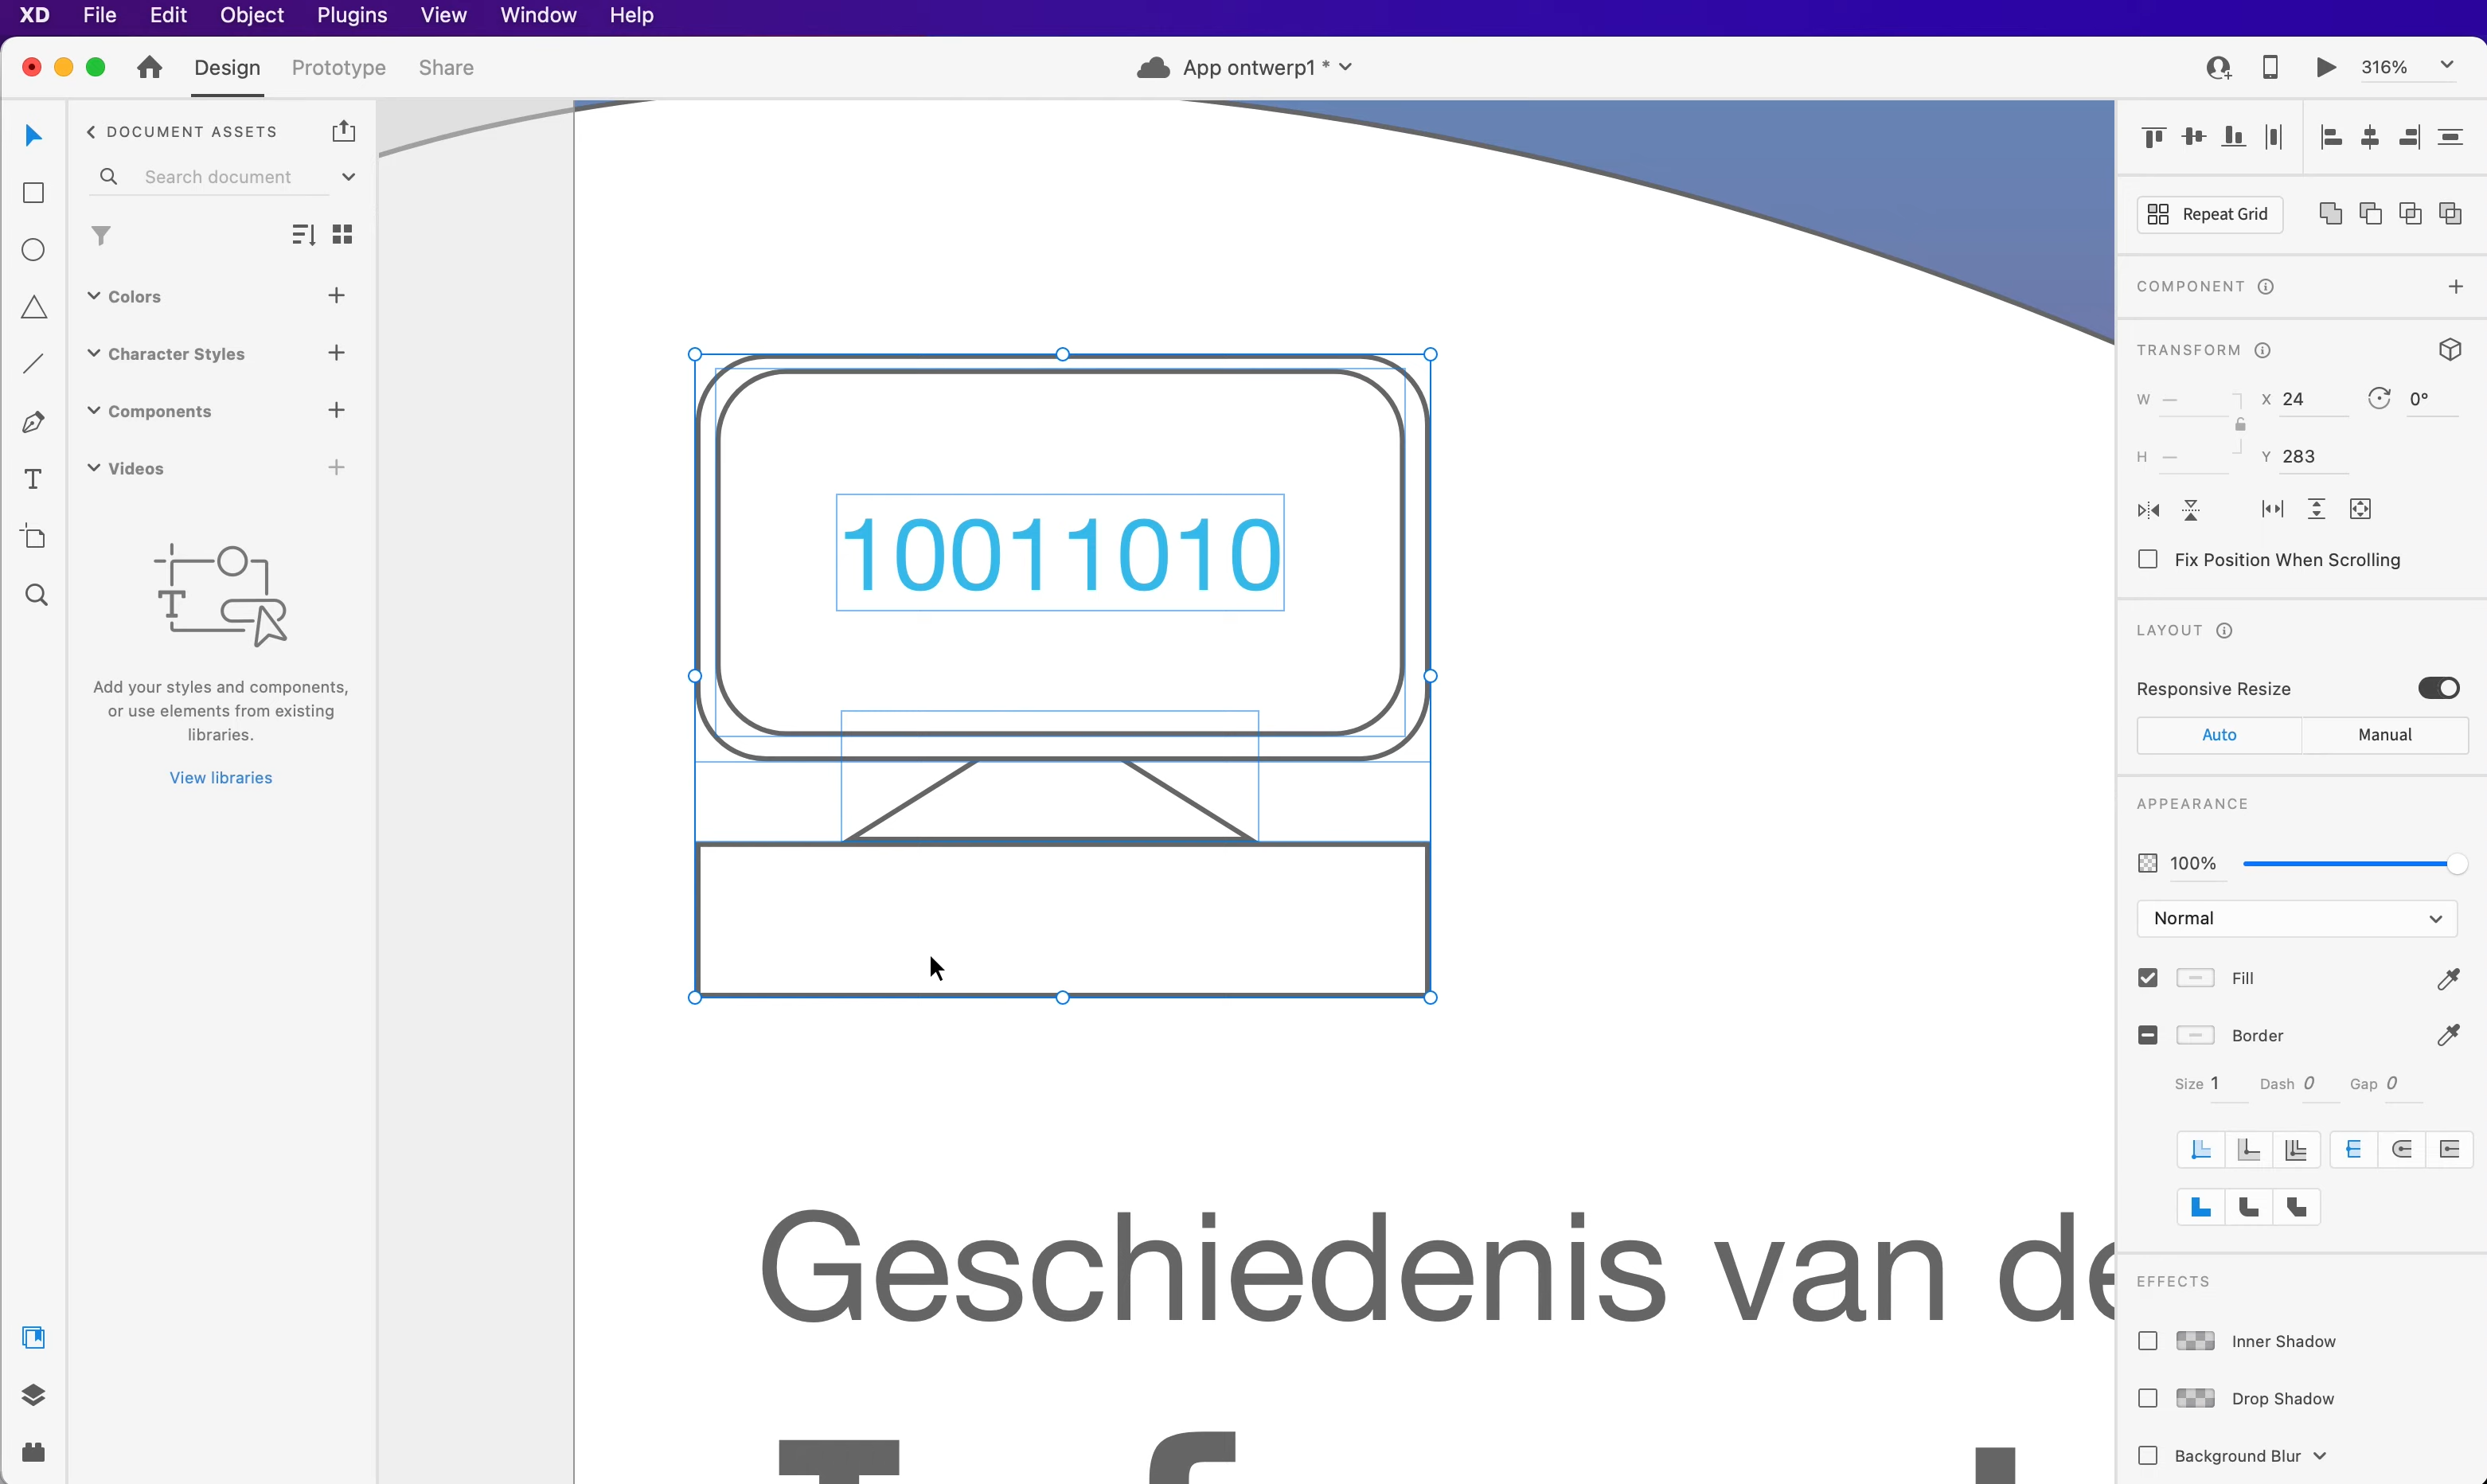 XD File Edit Object Plugins View Window Help
Design Prototype Share
App ontwerp1 *
316%
DOCUMENT ASSETS
Search document
Colors
Character Styles
Components
Videos
Add your styles and components,
or use elements from existing
libraries.
View libraries
10011010
Geschiedenis van de
Repeat Grid
COMPONENT
TRANSFORM
W — X 24 0°
H — Y 283
Fix Position When Scrolling
LAYOUT
Responsive Resize
Auto Manual
APPEARANCE
100%
Normal
Fill
Border
Size 1 Dash 0 Gap 0
EFFECTS
Inner Shadow
Drop Shadow
Background Blur